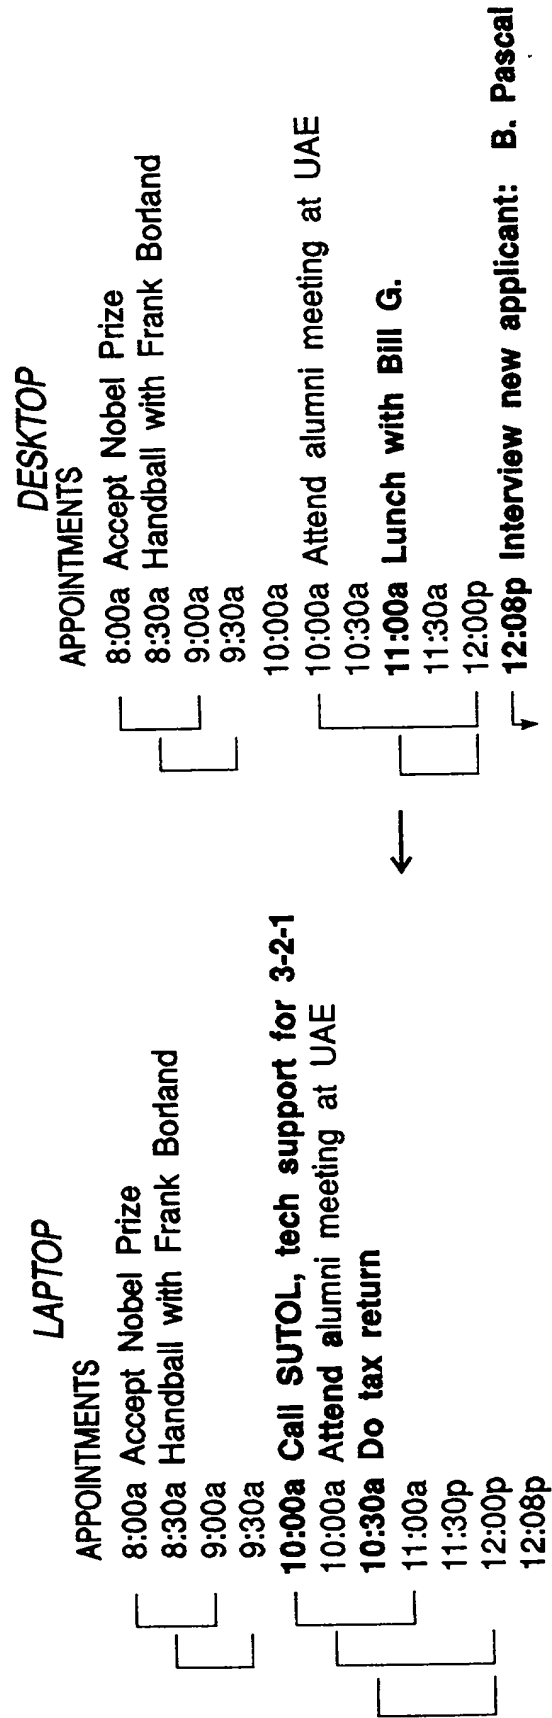 LAPTOP
APPOINTMENTS
8:00a Accept Nobel Prize
8:30a Handball with Frank Borland
9:00a
9:30a
10:00a Call SUTOL, tech support for 3-2-1
10:00a Attend alumni meeting at UAE
10:30a Do tax return
11:00a
11:30p
12:00p
12:08p
DESKTOP
APPOINTMENTS
8:00a Accept Nobel Prize
8:30a Handball with Frank Borland
9:00a
9:30a
10:00a
10:00a Attend alumni meeting at UAE
10:30a
11:00a Lunch with Bill G.
11:30a
12:00p
12:08p Interview new applicant: B. Pascal